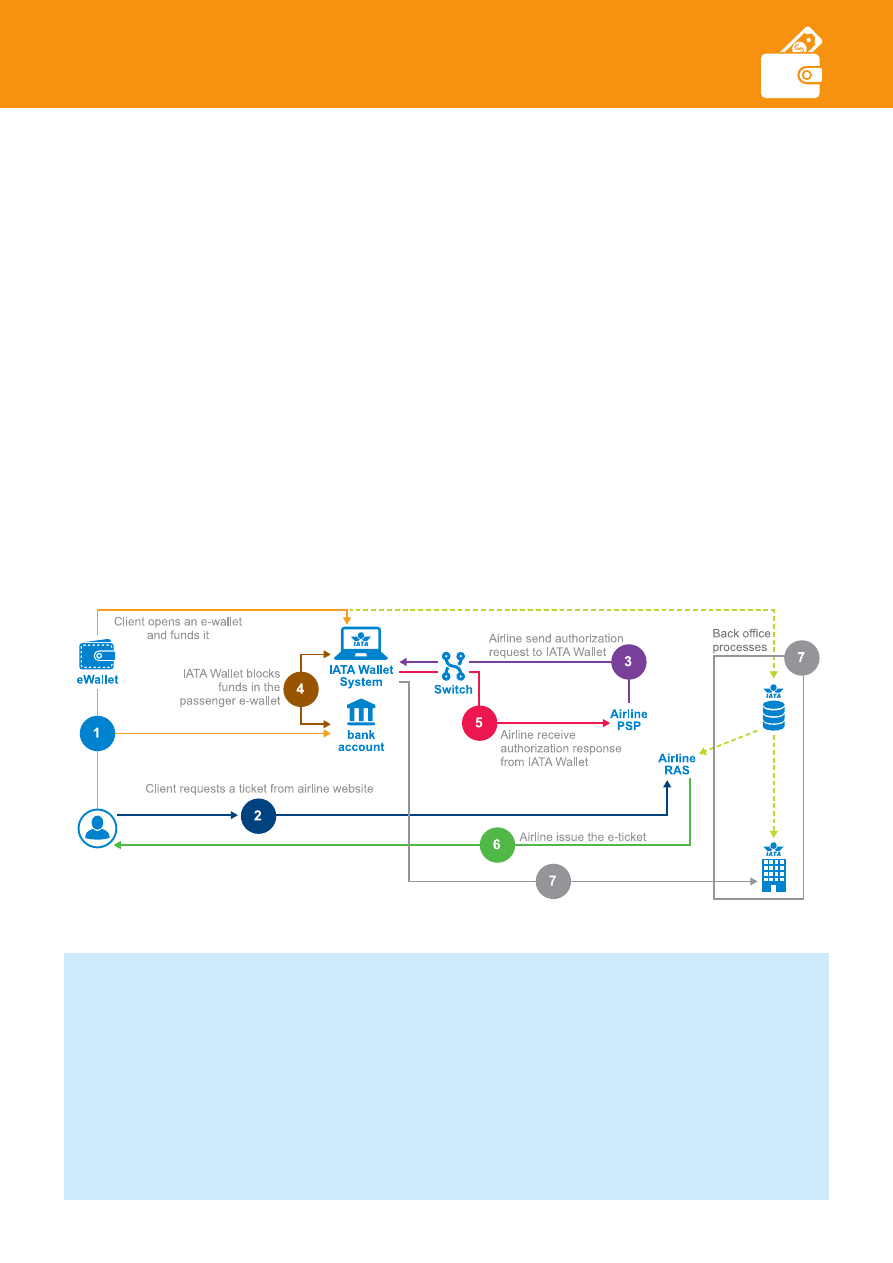 Client opens an e-wallet
and funds it
eWallet
1
IATA Wallet blocks
funds in the
passenger e-wallet
4
IATA
IATA Wallet
System
bank
account
Switch
Airline send authorization
request to IATA Wallet
3
5
Airline receive
authorization response
from IATA Wallet
Airline
PSP
Airline
RAS
Back office
processes
7
IATA
Client requests a ticket from airline website
2
6
Airline issue the e-ticket
7
IATA